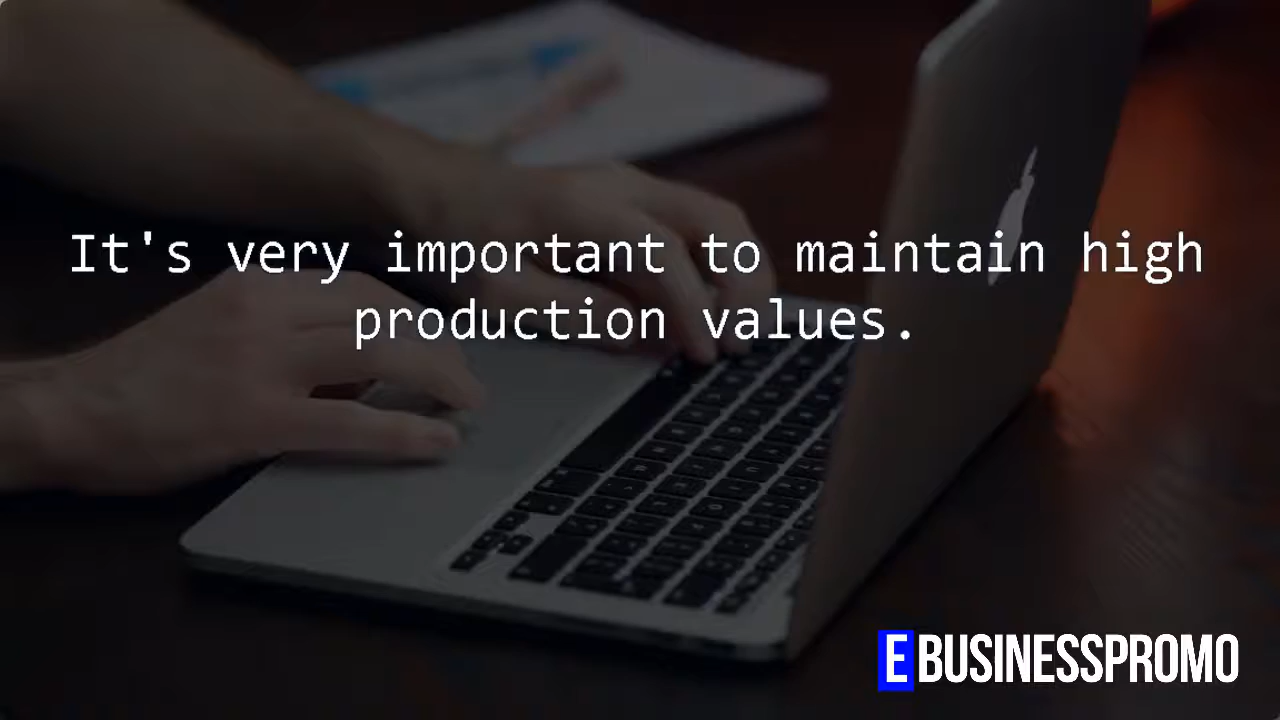 It's very important to maintain high
production values.
EBUSINESSPROMO